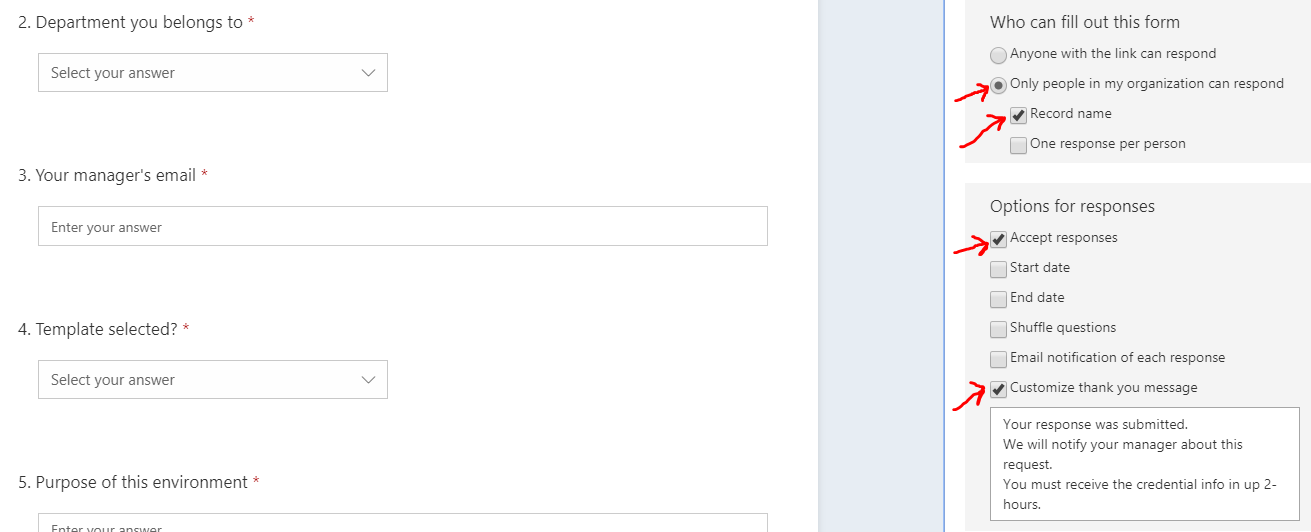 2. Department you belongs to *
Select your answer
3. Your manager's email *
Enter your answer
4. Template selected? *
Select your answer
5. Purpose of this environment *
Enter your answer
Who can fill out this form
Anyone with the link can respond
Only people in my organization can respond
Record name
One response per person
Options for responses
Accept responses
Start date
End date
Shuffle questions
Email notification of each response
Customize thank you message
Your response was submitted.
We will notify your manager about this
request.
You must receive the credential info in up 2-
hours.